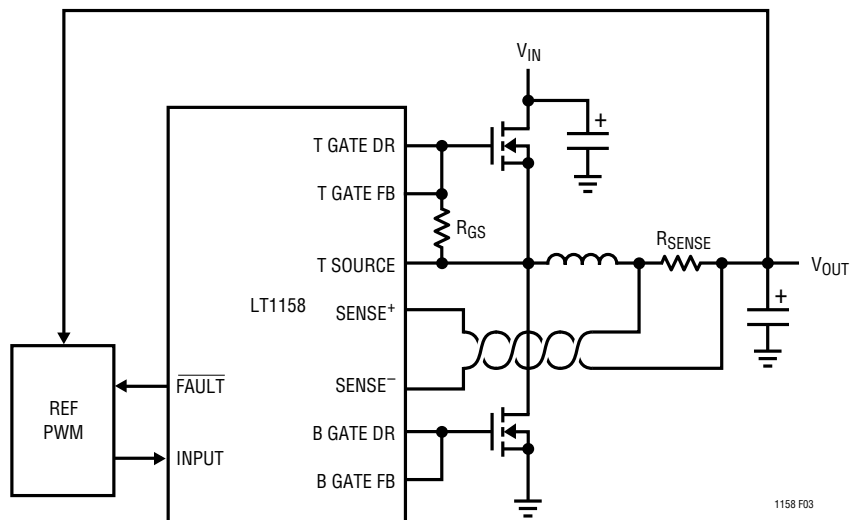 V_IN
T GATE DR
T GATE FB
R_GS
T SOURCE
R_SENSE
V_OUT
LT1158
SENSE⁺
SENSE⁻
REF
PWM
FAULT
INPUT
B GATE DR
B GATE FB
+
+
1158 F03